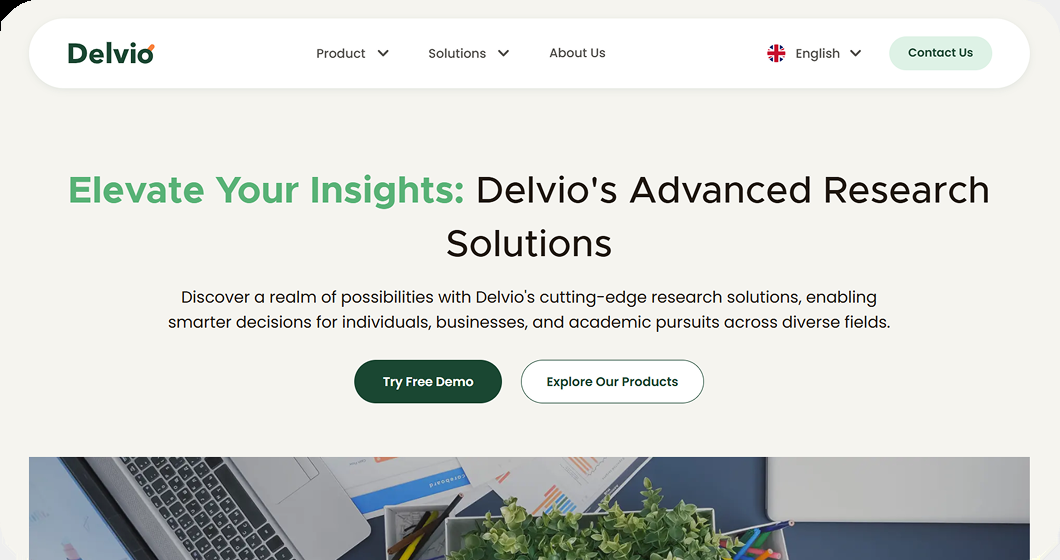 Delvio
Product
Solutions
About Us
English
Contact Us
Elevate Your Insights: Delvio's Advanced Research
Solutions
Discover a realm of possibilities with Delvio's cutting-edge research solutions, enabling
smarter decisions for individuals, businesses, and academic pursuits across diverse fields.
Try Free Demo
Explore Our Products